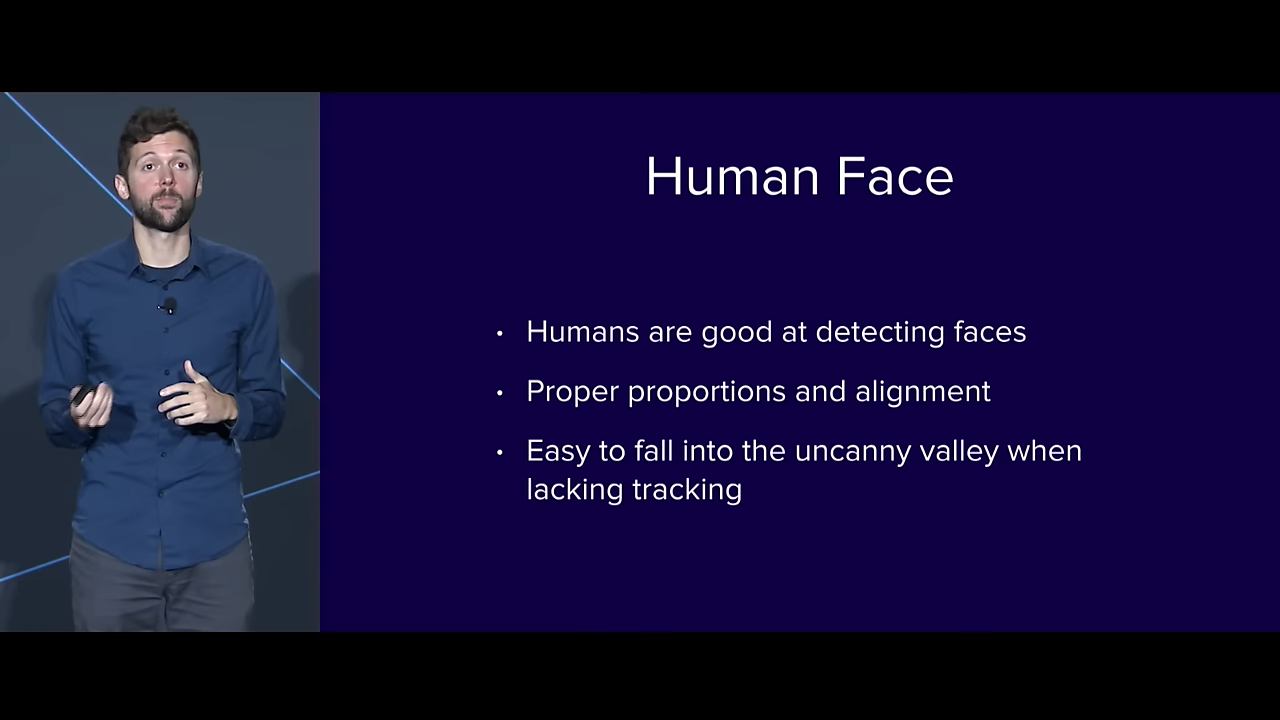 Human Face
• Humans are good at detecting faces
• Proper proportions and alignment
• Easy to fall into the uncanny valley when
lacking tracking